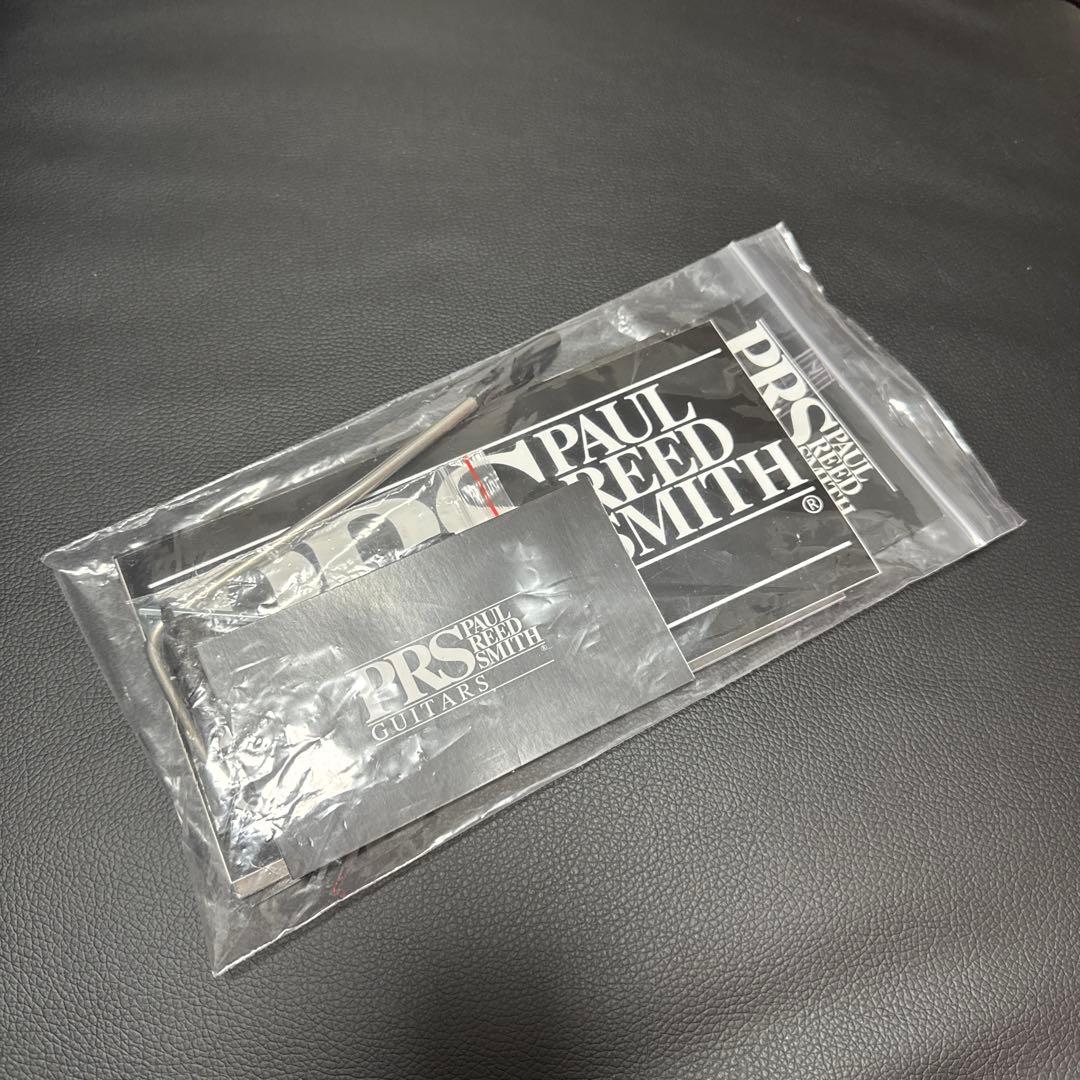 PAUL
REED
SMITH®
PRS PAUL
REED
SMITH
PRS PAUL
REED
SMITH®
GUITARS